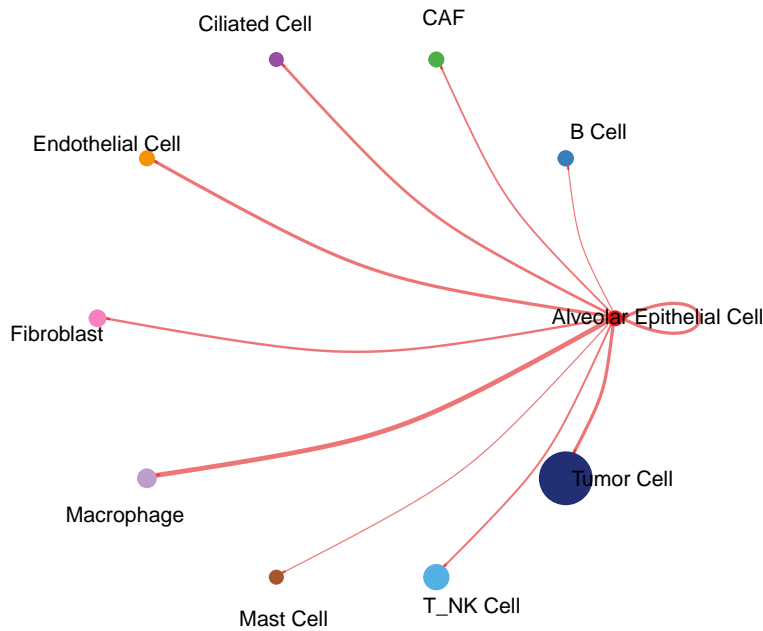 CAF
Ciliated Cell
B Cell
Endothelial Cell
Alveolar Epithelial Cell
Fibroblast
Tumor Cell
Macrophage
T_NK Cell
Mast Cell